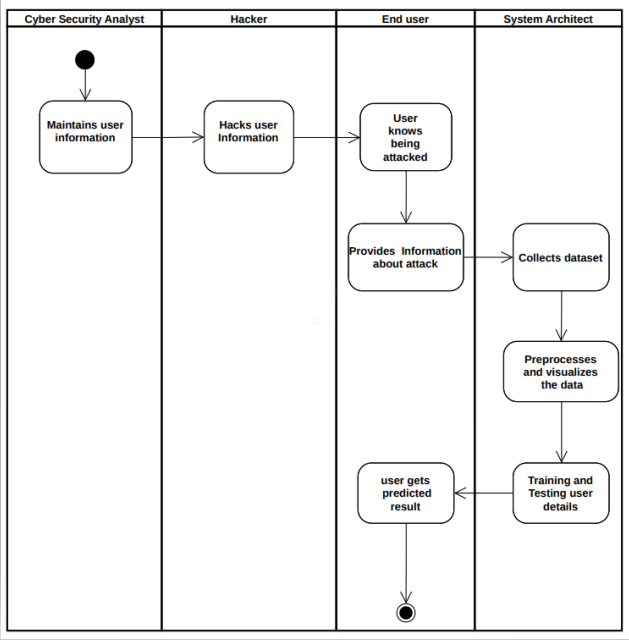 Cyber Security Analyst
Hacker
End user
System Architect
Maintains user
information
Hacks user
Information
User
knows
being
attacked
Provides Information
about attack
Collects dataset
Preprocesses
and visualizes
the data
Training and
Testing user
details
user gets
predicted
result